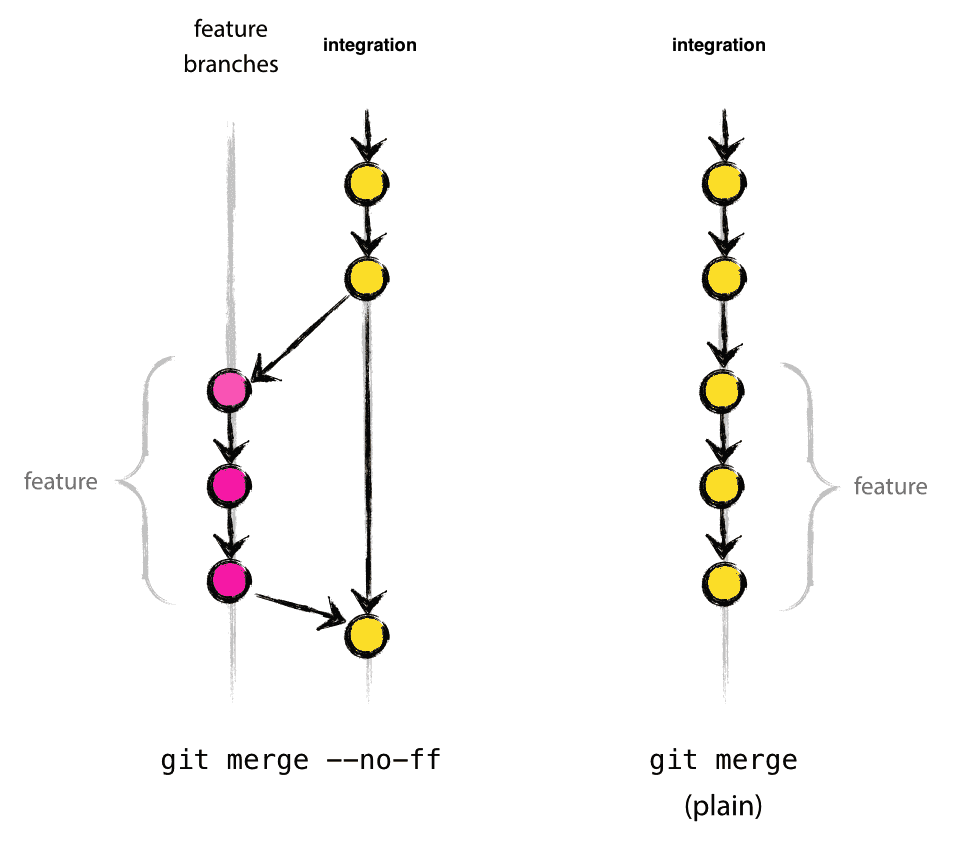 feature
branches
integration
integration
feature
feature
git merge --no-ff
git merge
(plain)